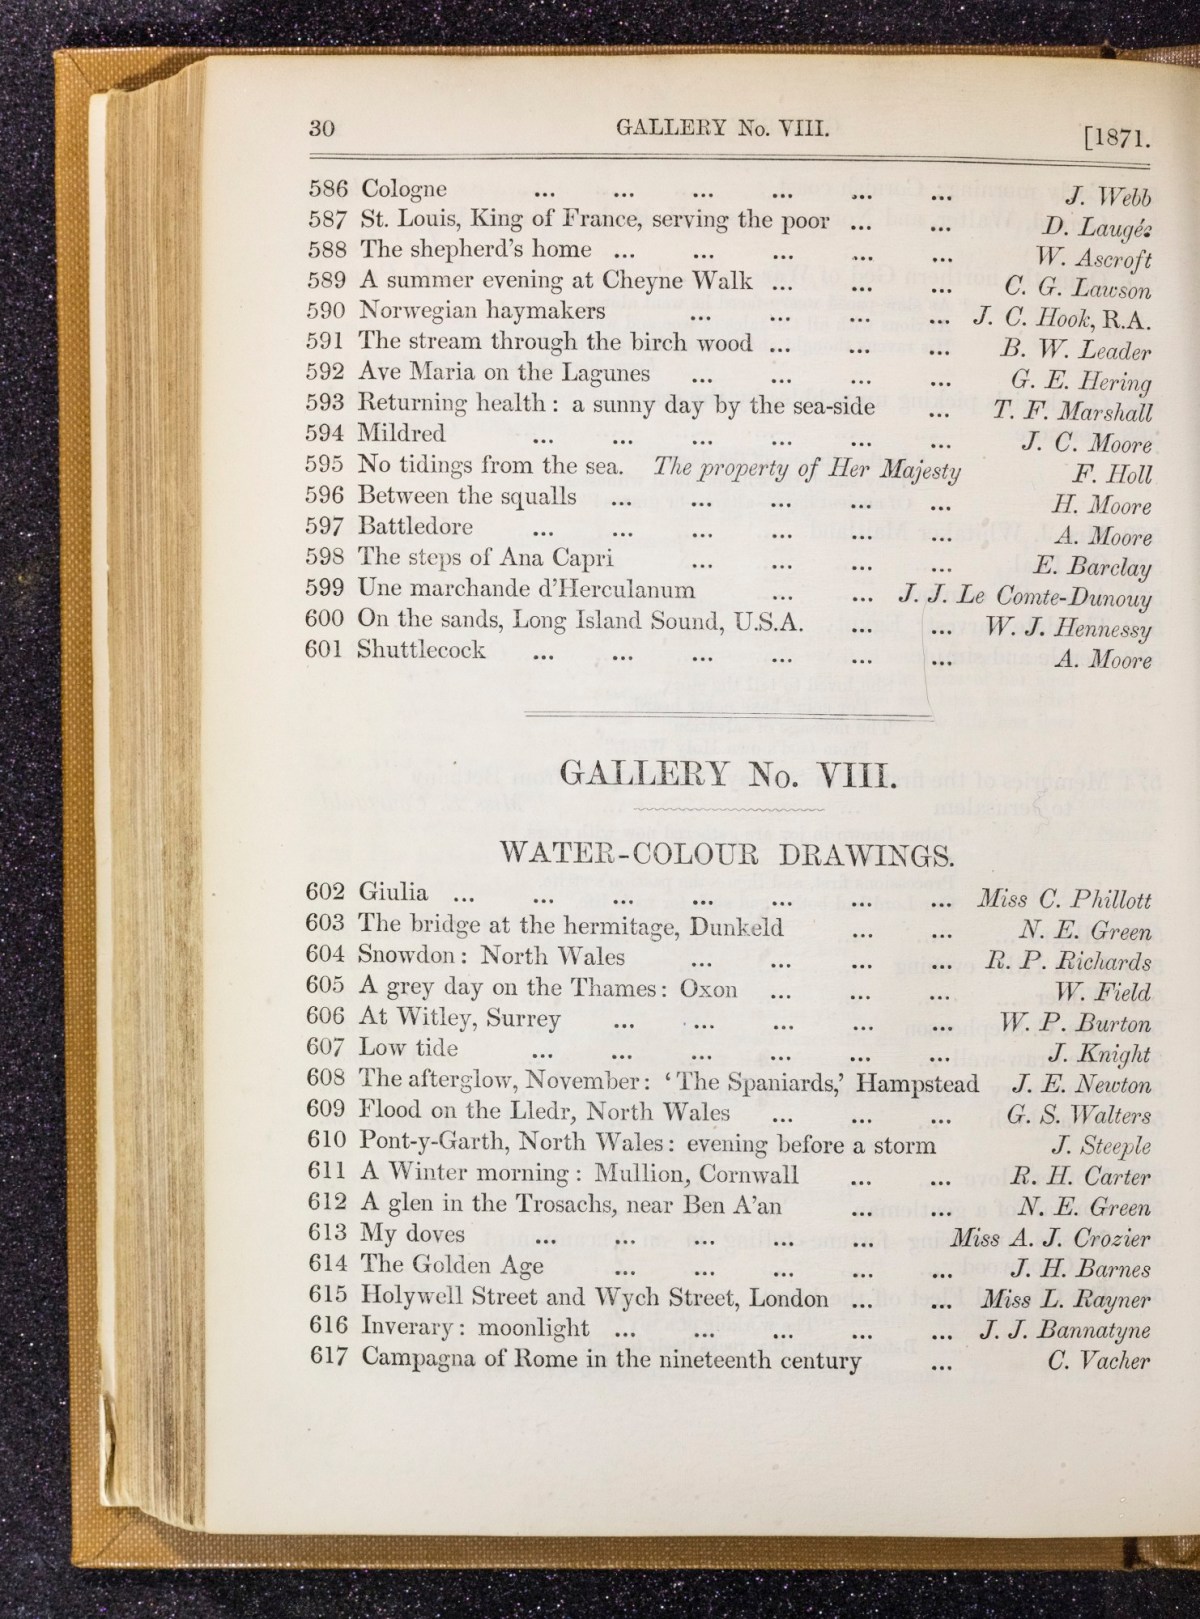 30 GALLERY No. VIII. [1871.
586 Cologne ... ... ... ... ... ... J. Webb
587 St. Louis, King of France, serving the poor ... ... D. Laugée
588 The shepherd's home ... ... ... ... ... W. Ascroft
589 A summer evening at Cheyne Walk ... ... ... C. G. Lawson
590 Norwegian haymakers ... ... ... ... J. C. Hook, R.A.
591 The stream through the birch wood ... ... ... B. W. Leader
592 Ave Maria on the Lagunes ... ... ... ... G. E. Hering
593 Returning health : a sunny day by the sea-side ... T. F. Marshall
594 Mildred ... ... ... ... ... ... J. C. Moore
595 No tidings from the sea. The property of Her Majesty F. Holl
596 Between the squalls ... ... ... ... ... H. Moore
597 Battledore ... ... ... ... ... ... A. Moore
598 The steps of Ana Capri ... ... ... ... E. Barclay
599 Une marchande d'Herculanum ... ... J. J. Le Comte-Dunouy
600 On the sands, Long Island Sound, U.S.A. ... ... W. J. Hennessy
601 Shuttlecock ... ... ... ... ... ... A. Moore
GALLERY No. VIII.
WATER-COLOUR DRAWINGS.
602 Giulia ... ... ... ... ... ... ... Miss C. Phillott
603 The bridge at the hermitage, Dunkeld ... ... N. E. Green
604 Snowdon : North Wales ... ... ... ... R. P. Richards
605 A grey day on the Thames : Oxon ... ... ... W. Field
606 At Witley, Surrey ... ... ... ... ... W. P. Burton
607 Low tide ... ... ... ... ... ... J. Knight
608 The afterglow, November : ‘The Spaniards,’ Hampstead J. E. Newton
609 Flood on the Lledr, North Wales ... ... ... G. S. Walters
610 Pont-y-Garth, North Wales : evening before a storm J. Steeple
611 A Winter morning : Mullion, Cornwall ... ... R. H. Carter
612 A glen in the Trosachs, near Ben A'an ... ... N. E. Green
613 My doves ... ... ... ... ... Miss A. J. Crozier
614 The Golden Age ... ... ... ... ... J. H. Barnes
615 Holywell Street and Wych Street, London ... ... Miss L. Rayner
616 Inverary : moonlight ... ... ... ... ... J. J. Bannatyne
617 Campagna of Rome in the nineteenth century ... C. Vacher